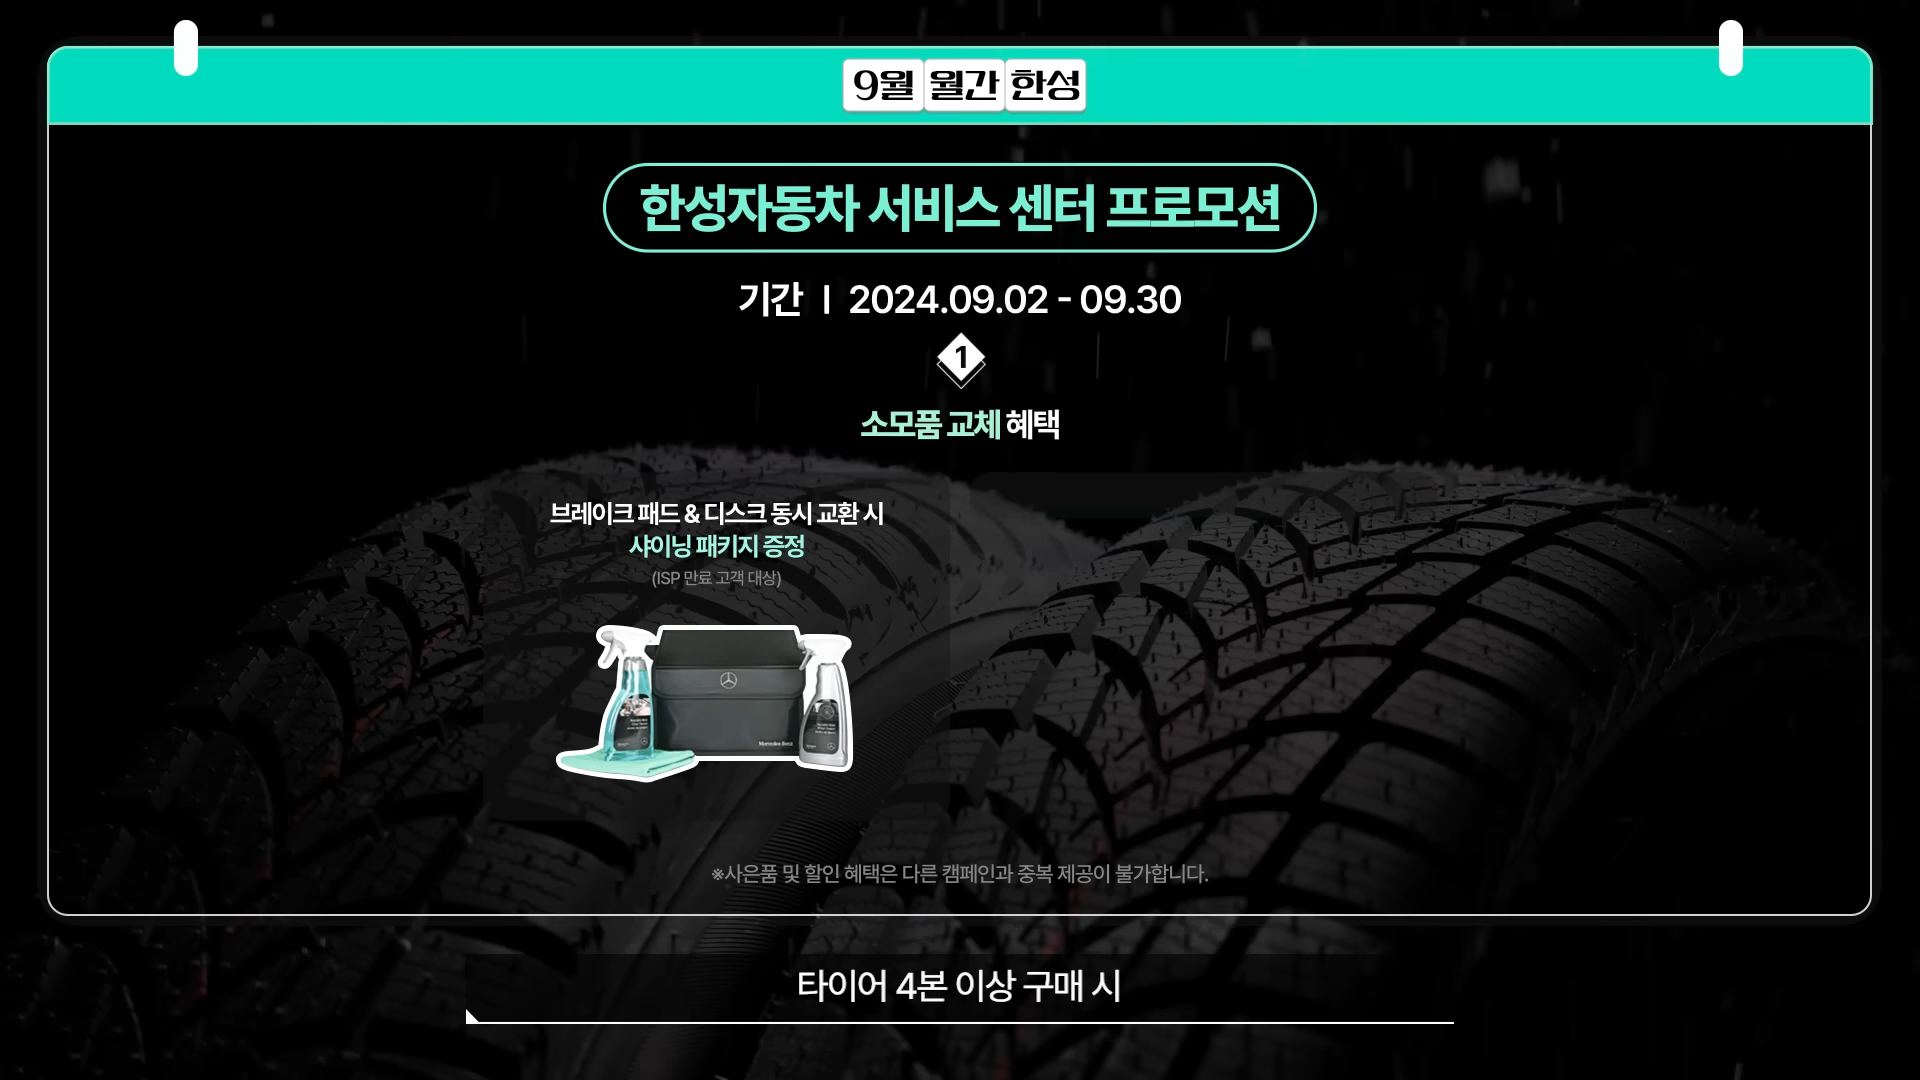 9월 월간 한성
한성자동차 서비스 센터 프로모션
기간 | 2024.09.02 - 09.30
1
소모품 교체 혜택
브레이크 패드 & 디스크 동시 교환 시
샤이닝 패키지 증정
(ISP 만료 고객 대상)
Mercedes-Benz
※사은품 및 할인 혜택은 다른 캠페인과 중복 제공이 불가합니다.
타이어 4본 이상 구매 시